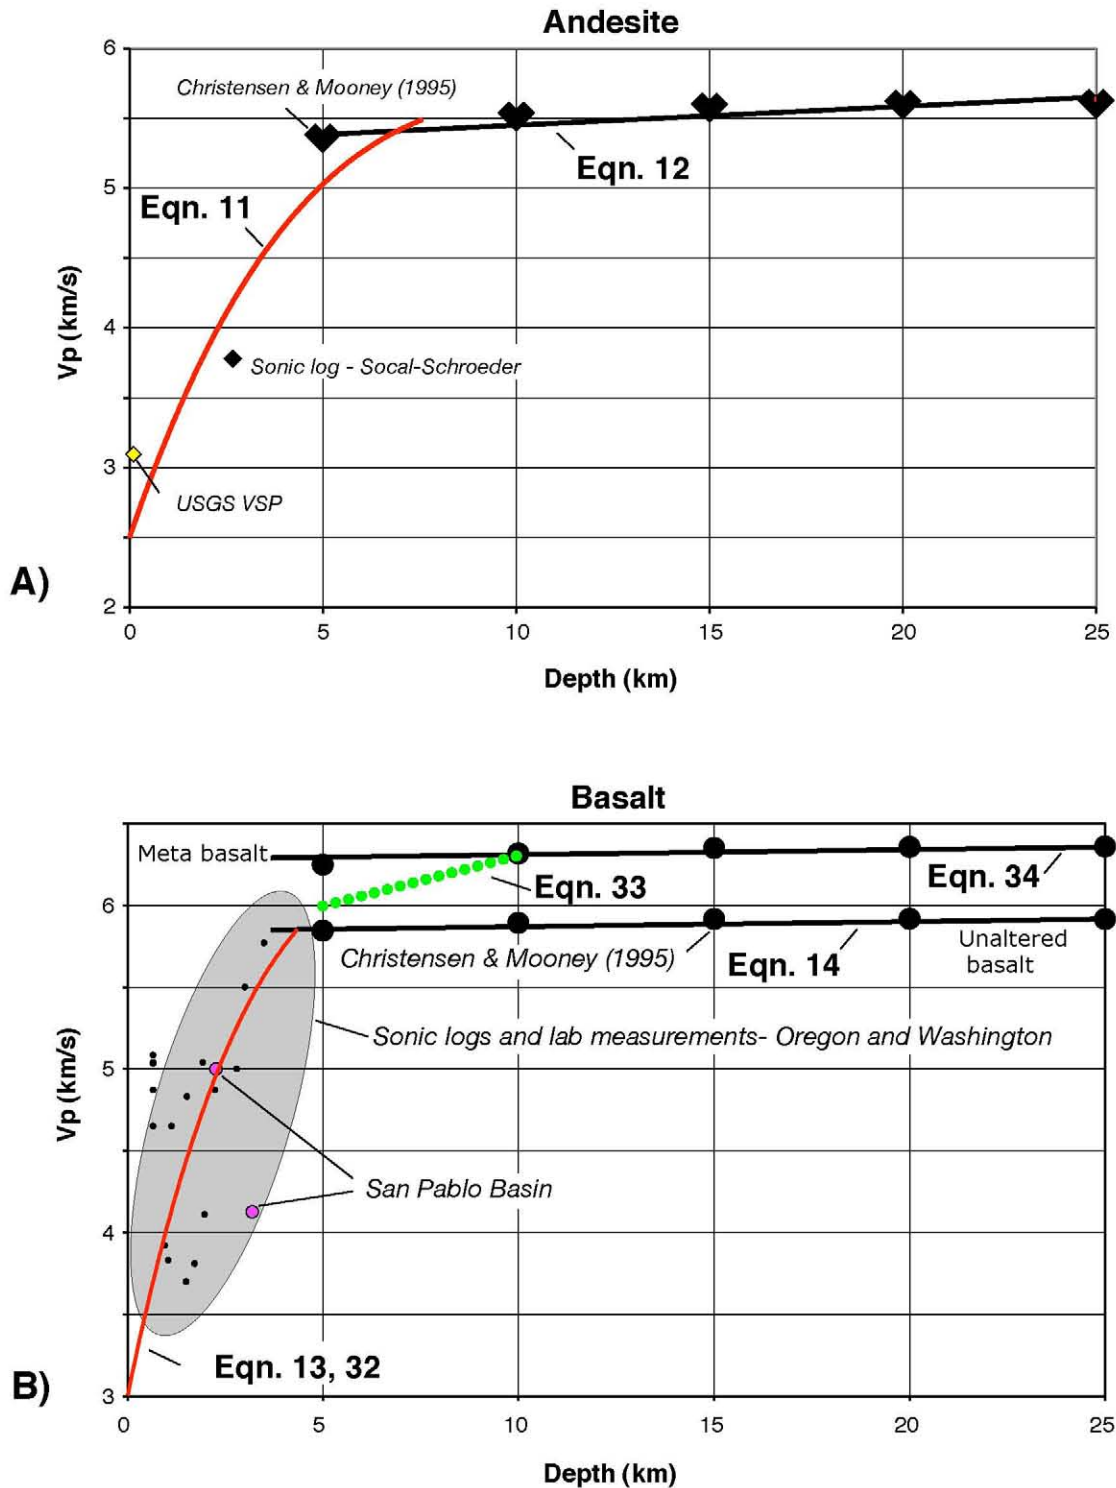 Andesite
6
Christensen & Mooney (1995)
Eqn. 12
5
Eqn. 11
Vp (km/s)
4
Sonic log - Socal-Schroeder
3
USGS VSP
A)
2
0 5 10 15 20 25
Depth (km)
Basalt
Meta basalt
Eqn. 33
Eqn. 34
6
Christensen & Mooney (1995)
Eqn. 14
Unaltered
basalt
Sonic logs and lab measurements- Oregon and Washington
5
Vp (km/s)
San Pablo Basin
4
Eqn. 13, 32
B)
3
0 5 10 15 20 25
Depth (km)